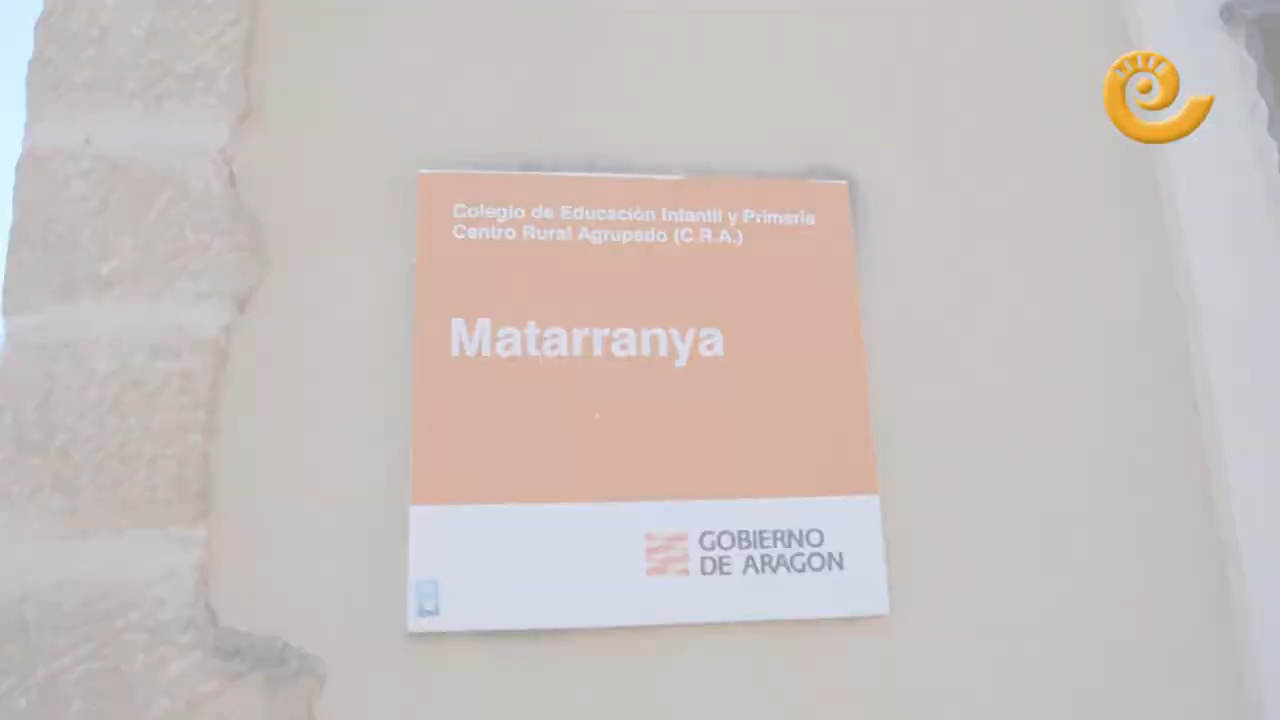 Colegio de Educación Infantil y Primaria
Centro Rural Agrupado (C.R.A.)
Matarranya
GOBIERNO
DE ARAGON